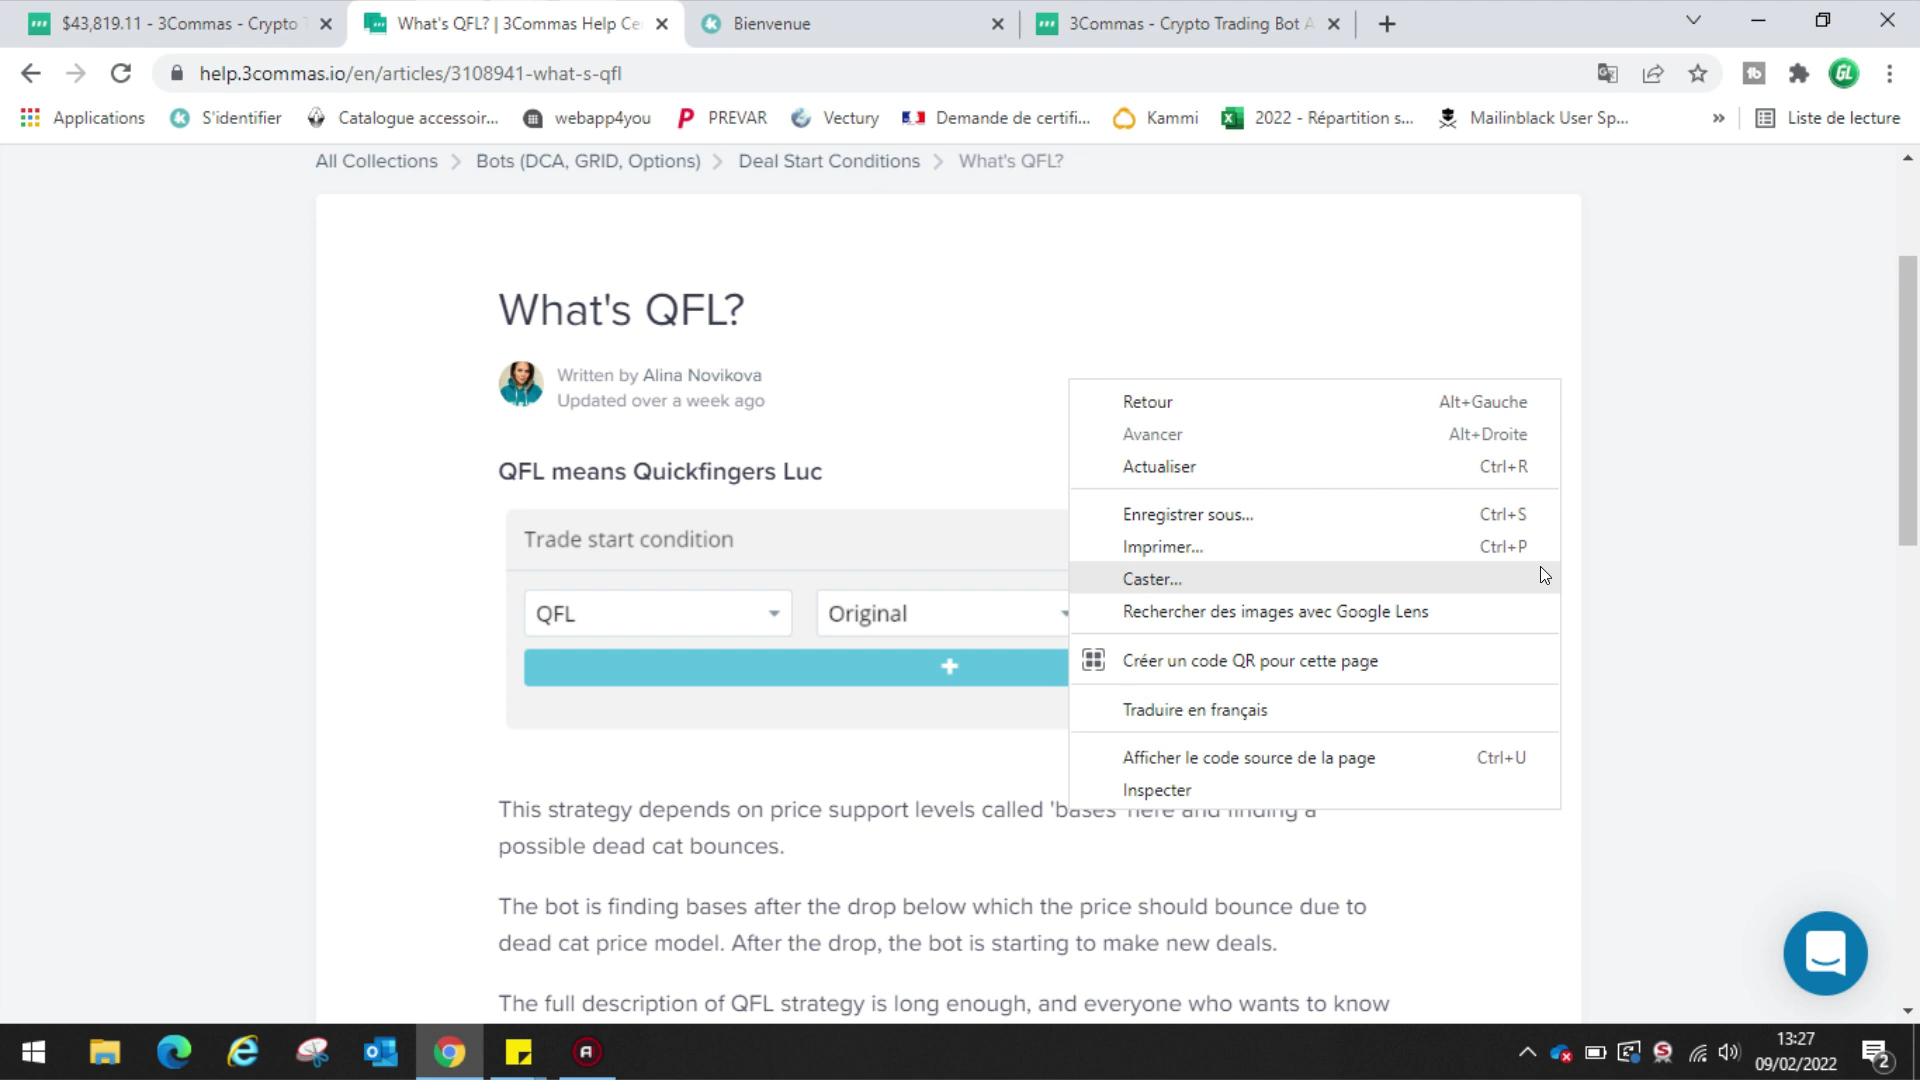 $43,819.11 - 3Commas - Crypto
What's QFL? | 3Commas Help Ce
Bienvenue
3Commas - Crypto Trading Bot A
help.3commas.io/en/articles/3108941-what-s-qfl
GL
Applications
S'identifier
Catalogue accessoir...
webapp4you
PREVAR
Vectury
Demande de certifi...
Kammi
2022 - Répartition s...
Mailinblack User Sp...
»
Liste de lecture
All Collections
Bots (DCA, GRID, Options)
Deal Start Conditions
What's QFL?
What's QFL?
Written by Alina Novikova
Updated over a week ago
QFL means Quickfingers Luc
Trade start condition
QFL
Original
+
Retour Alt+Gauche
Avancer Alt+Droite
Actualiser Ctrl+R
Enregistrer sous... Ctrl+S
Imprimer... Ctrl+P
Caster...
Rechercher des images avec Google Lens
Créer un code QR pour cette page
Traduire en français
Afficher le code source de la page Ctrl+U
Inspecter
This strategy depends on price support levels called 'bases' here and finding a
possible dead cat bounces.
The bot is finding bases after the drop below which the price should bounce due to
dead cat price model. After the drop, the bot is starting to make new deals.
The full description of QFL strategy is long enough, and everyone who wants to know
13:27
09/02/2022
2